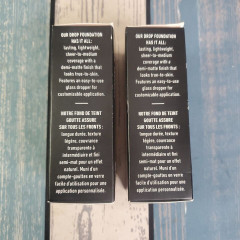 OUR DROP FOUNDATION
HAS IT ALL:
lasting, lightweight,
sheer-to-medium
coverage with a
demi-matte finish that
looks true-to-skin.
Features an easy-to-use
glass dropper for
customizable application.
NOTRE FOND DE TEINT
GOUTTE ASSURE
SUR TOUS LES FRONTS :
longue durée, texture
légère, couvrance
transparente à
intermédiaire et fini
semi-mat pour un effet
naturel. Muni d'un
compte-gouttes en verre
facile d'utilisation pour une
application personnalisée.
OUR DROP FOUNDATION
HAS IT ALL:
lasting, lightweight,
sheer-to-medium
coverage with a
demi-matte finish that
looks true-to-skin.
Features an easy-to-use
glass dropper for
customizable application.
NOTRE FOND DE TEINT
GOUTTE ASSURE
SUR TOUS LES FRONTS :
longue durée, texture
légère, couvrance
transparente à
intermédiaire et fini
semi-mat pour un effet
naturel. Muni d'un
compte-gouttes en verre
facile d'utilisation pour une
application personnalisée.